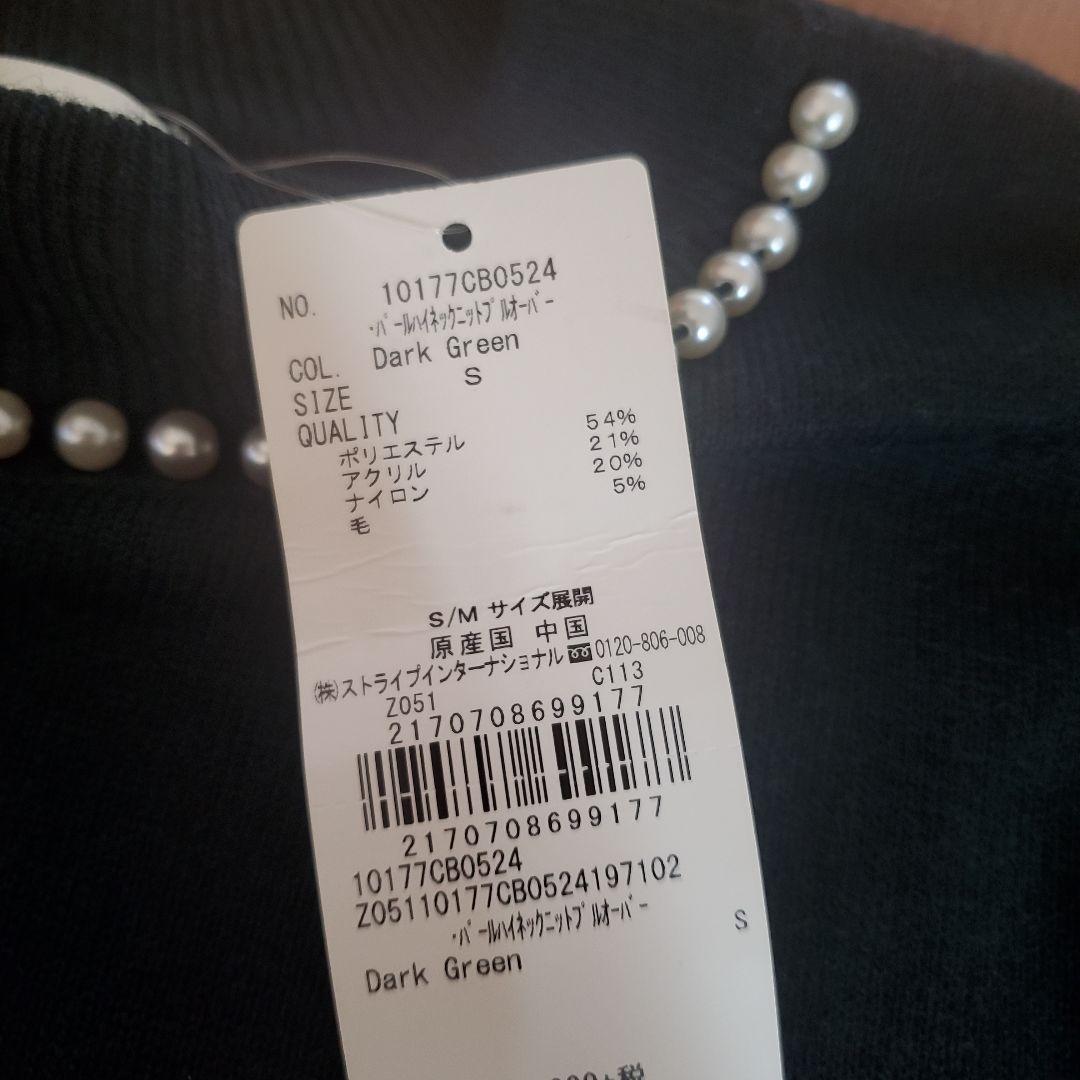 NO. 10177CB0524
・ﾊﾟｰﾙﾊｲﾈｯｸﾆｯﾄﾌﾟﾙｵｰﾊﾞｰ
COL. Dark Green
SIZE S
QUALITY
ポリエステル 54%
アクリル 21%
ナイロン 20%
毛 5%
S/M サイズ展開
原産国 中国
㈱ストライプインターナショナル 0120-806-008
Z051 C113
2170708699177
2170708699177
10177CB0524
Z05110177CB0524197102
・ﾊﾟｰﾙﾊｲﾈｯｸﾆｯﾄﾌﾟﾙｵｰﾊﾞｰ
Dark Green S
+税